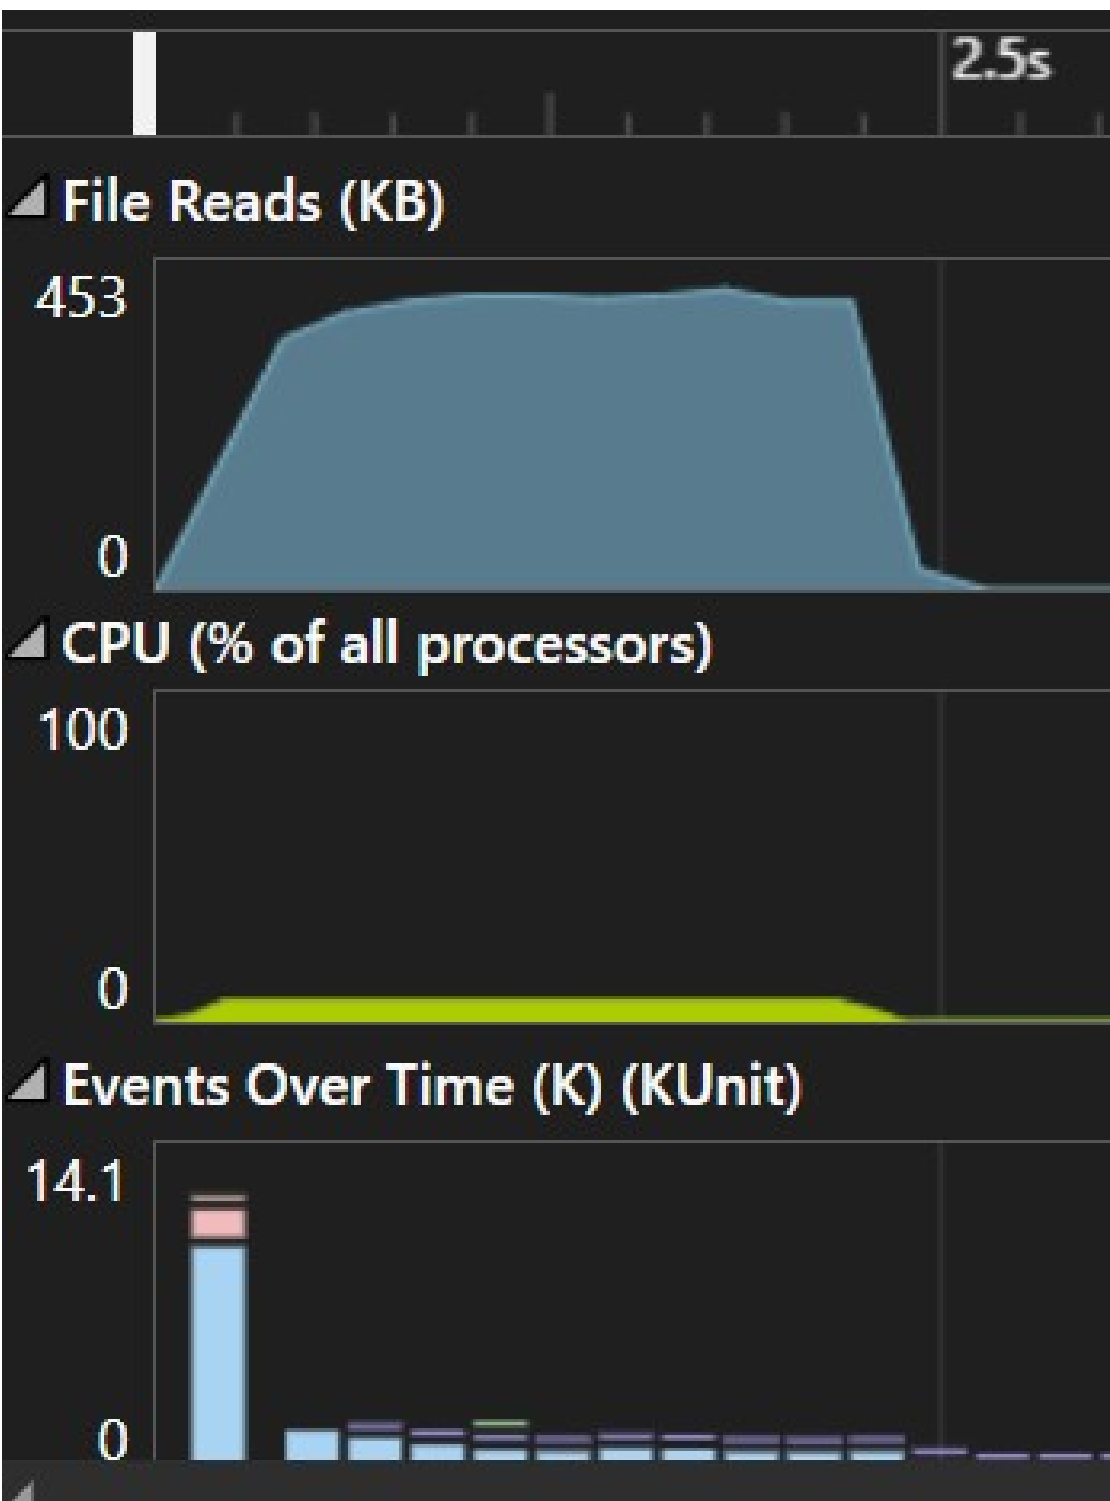 2.5s
File Reads (KB)
453
0
CPU (% of all processors)
100
0
Events Over Time (K) (KUnit)
14.1
0